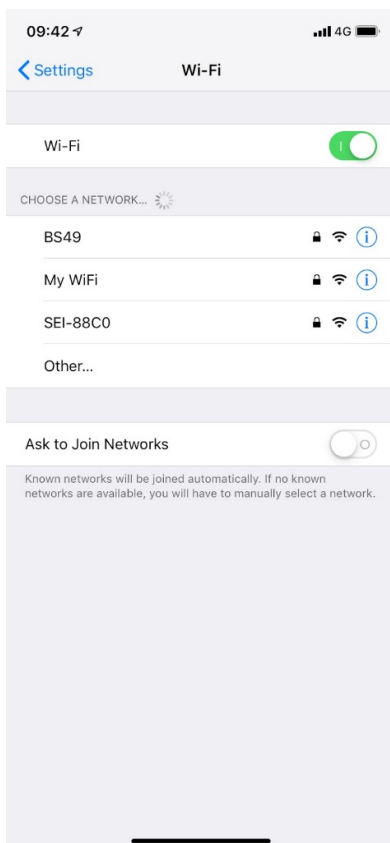 09:42 4G
Settings Wi-Fi
Wi-Fi
CHOOSE A NETWORK...
BS49
My WiFi
SEI-88C0
Other...
Ask to Join Networks
Known networks will be joined automatically. If no known
networks are available, you will have to manually select a network.